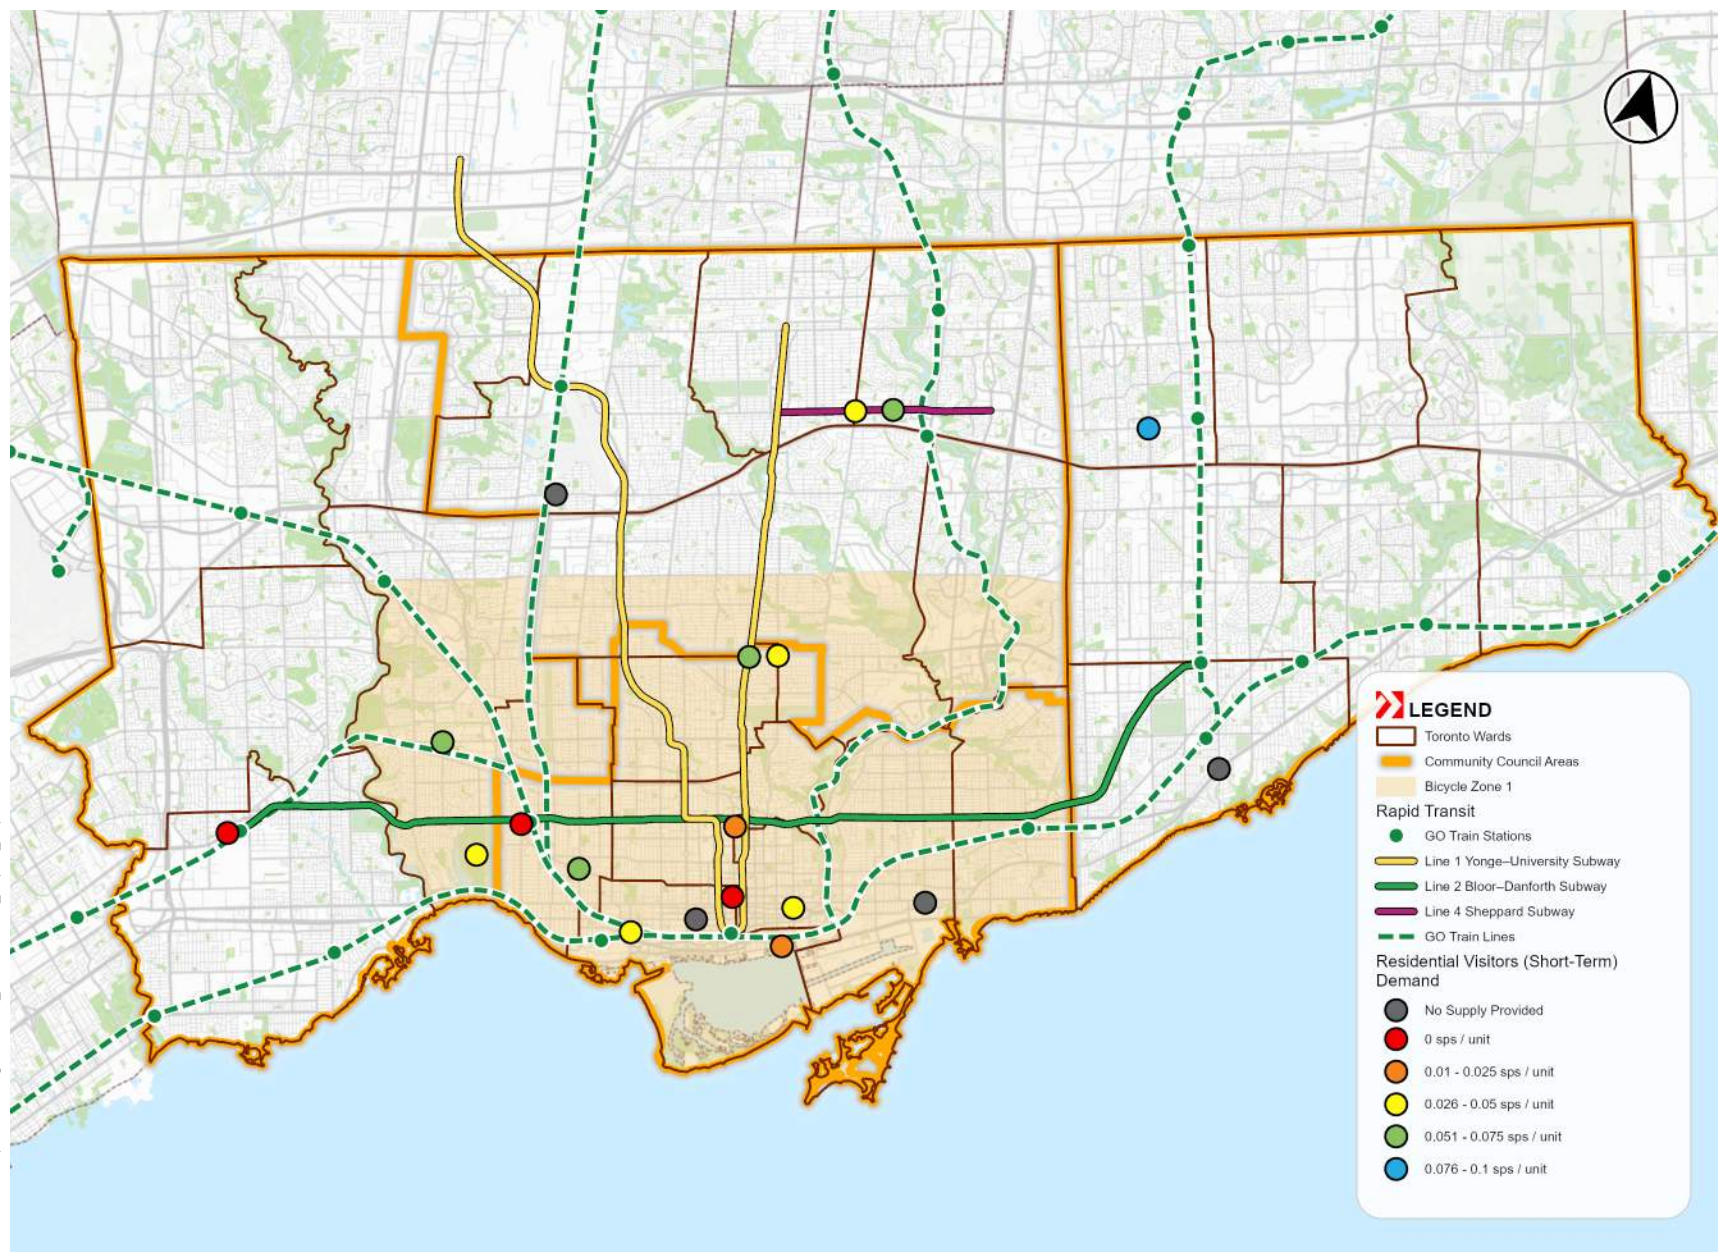 LEGEND
Toronto Wards
Community Council Areas
Bicycle Zone 1
Rapid Transit
GO Train Stations
Line 1 Yonge–University Subway
Line 2 Bloor–Danforth Subway
Line 4 Sheppard Subway
GO Train Lines
Residential Visitors (Short-Term)
Demand
No Supply Provided
0 sps / unit
0.01 - 0.025 sps / unit
0.026 - 0.05 sps / unit
0.051 - 0.075 sps / unit
0.076 - 0.1 sps / unit